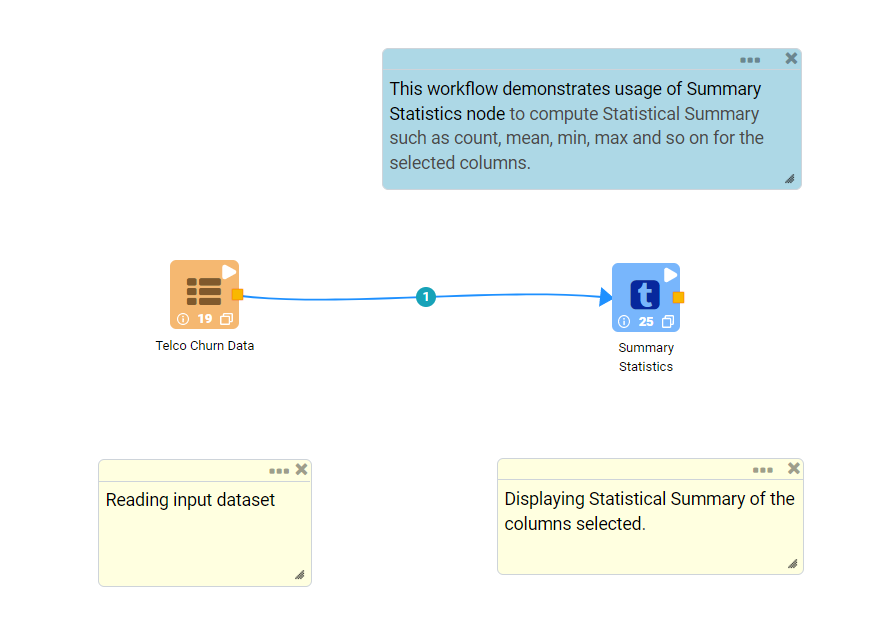 This workflow demonstrates usage of Summary
Statistics node to compute Statistical Summary
such as count, mean, min, max and so on for the
selected columns.
1
19
t
25
Telco Churn Data
Summary
Statistics
Reading input dataset
Displaying Statistical Summary of the
columns selected.